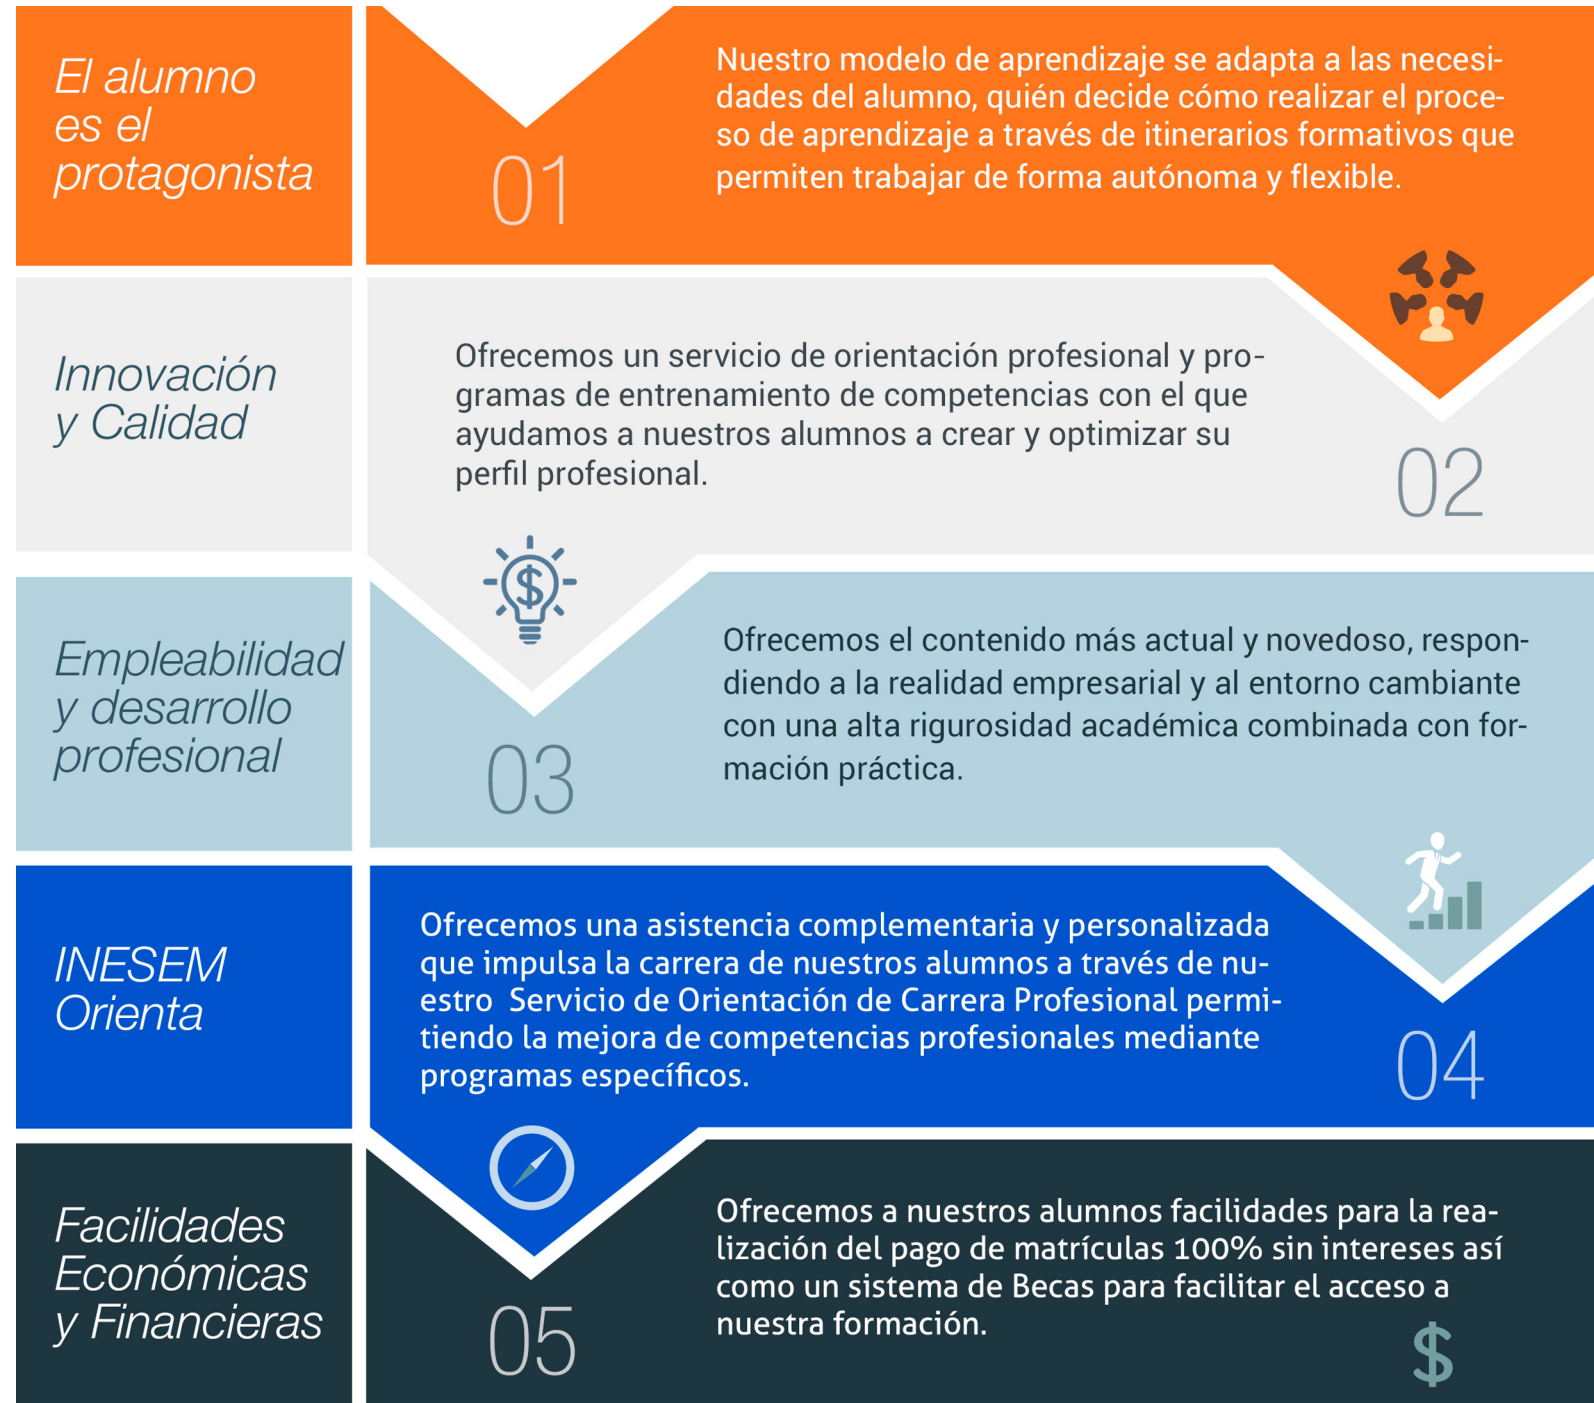 El alumno
es el
protagonista
01
Nuestro modelo de aprendizaje se adapta a las necesi-
dades del alumno, quién decide cómo realizar el proce-
so de aprendizaje a través de itinerarios formativos que
permiten trabajar de forma autónoma y flexible.
Innovación
y Calidad
Ofrecemos un servicio de orientación profesional y pro-
gramas de entrenamiento de competencias con el que
ayudamos a nuestros alumnos a crear y optimizar su
perfil profesional.
02
$
Empleabilidad
y desarrollo
profesional
03
Ofrecemos el contenido más actual y novedoso, respon-
diendo a la realidad empresarial y al entorno cambiante
con una alta rigurosidad académica combinada con for-
mación práctica.
INESEM
Orienta
Ofrecemos una asistencia complementaria y personalizada
que impulsa la carrera de nuestros alumnos a través de nu-
estro  Servicio de Orientación de Carrera Profesional permi-
tiendo la mejora de competencias profesionales mediante
programas específicos.
04
Facilidades
Económicas
y Financieras
05
Ofrecemos a nuestros alumnos facilidades para la rea-
lización del pago de matrículas 100% sin intereses así
como un sistema de Becas para facilitar el acceso a
nuestra formación.
$